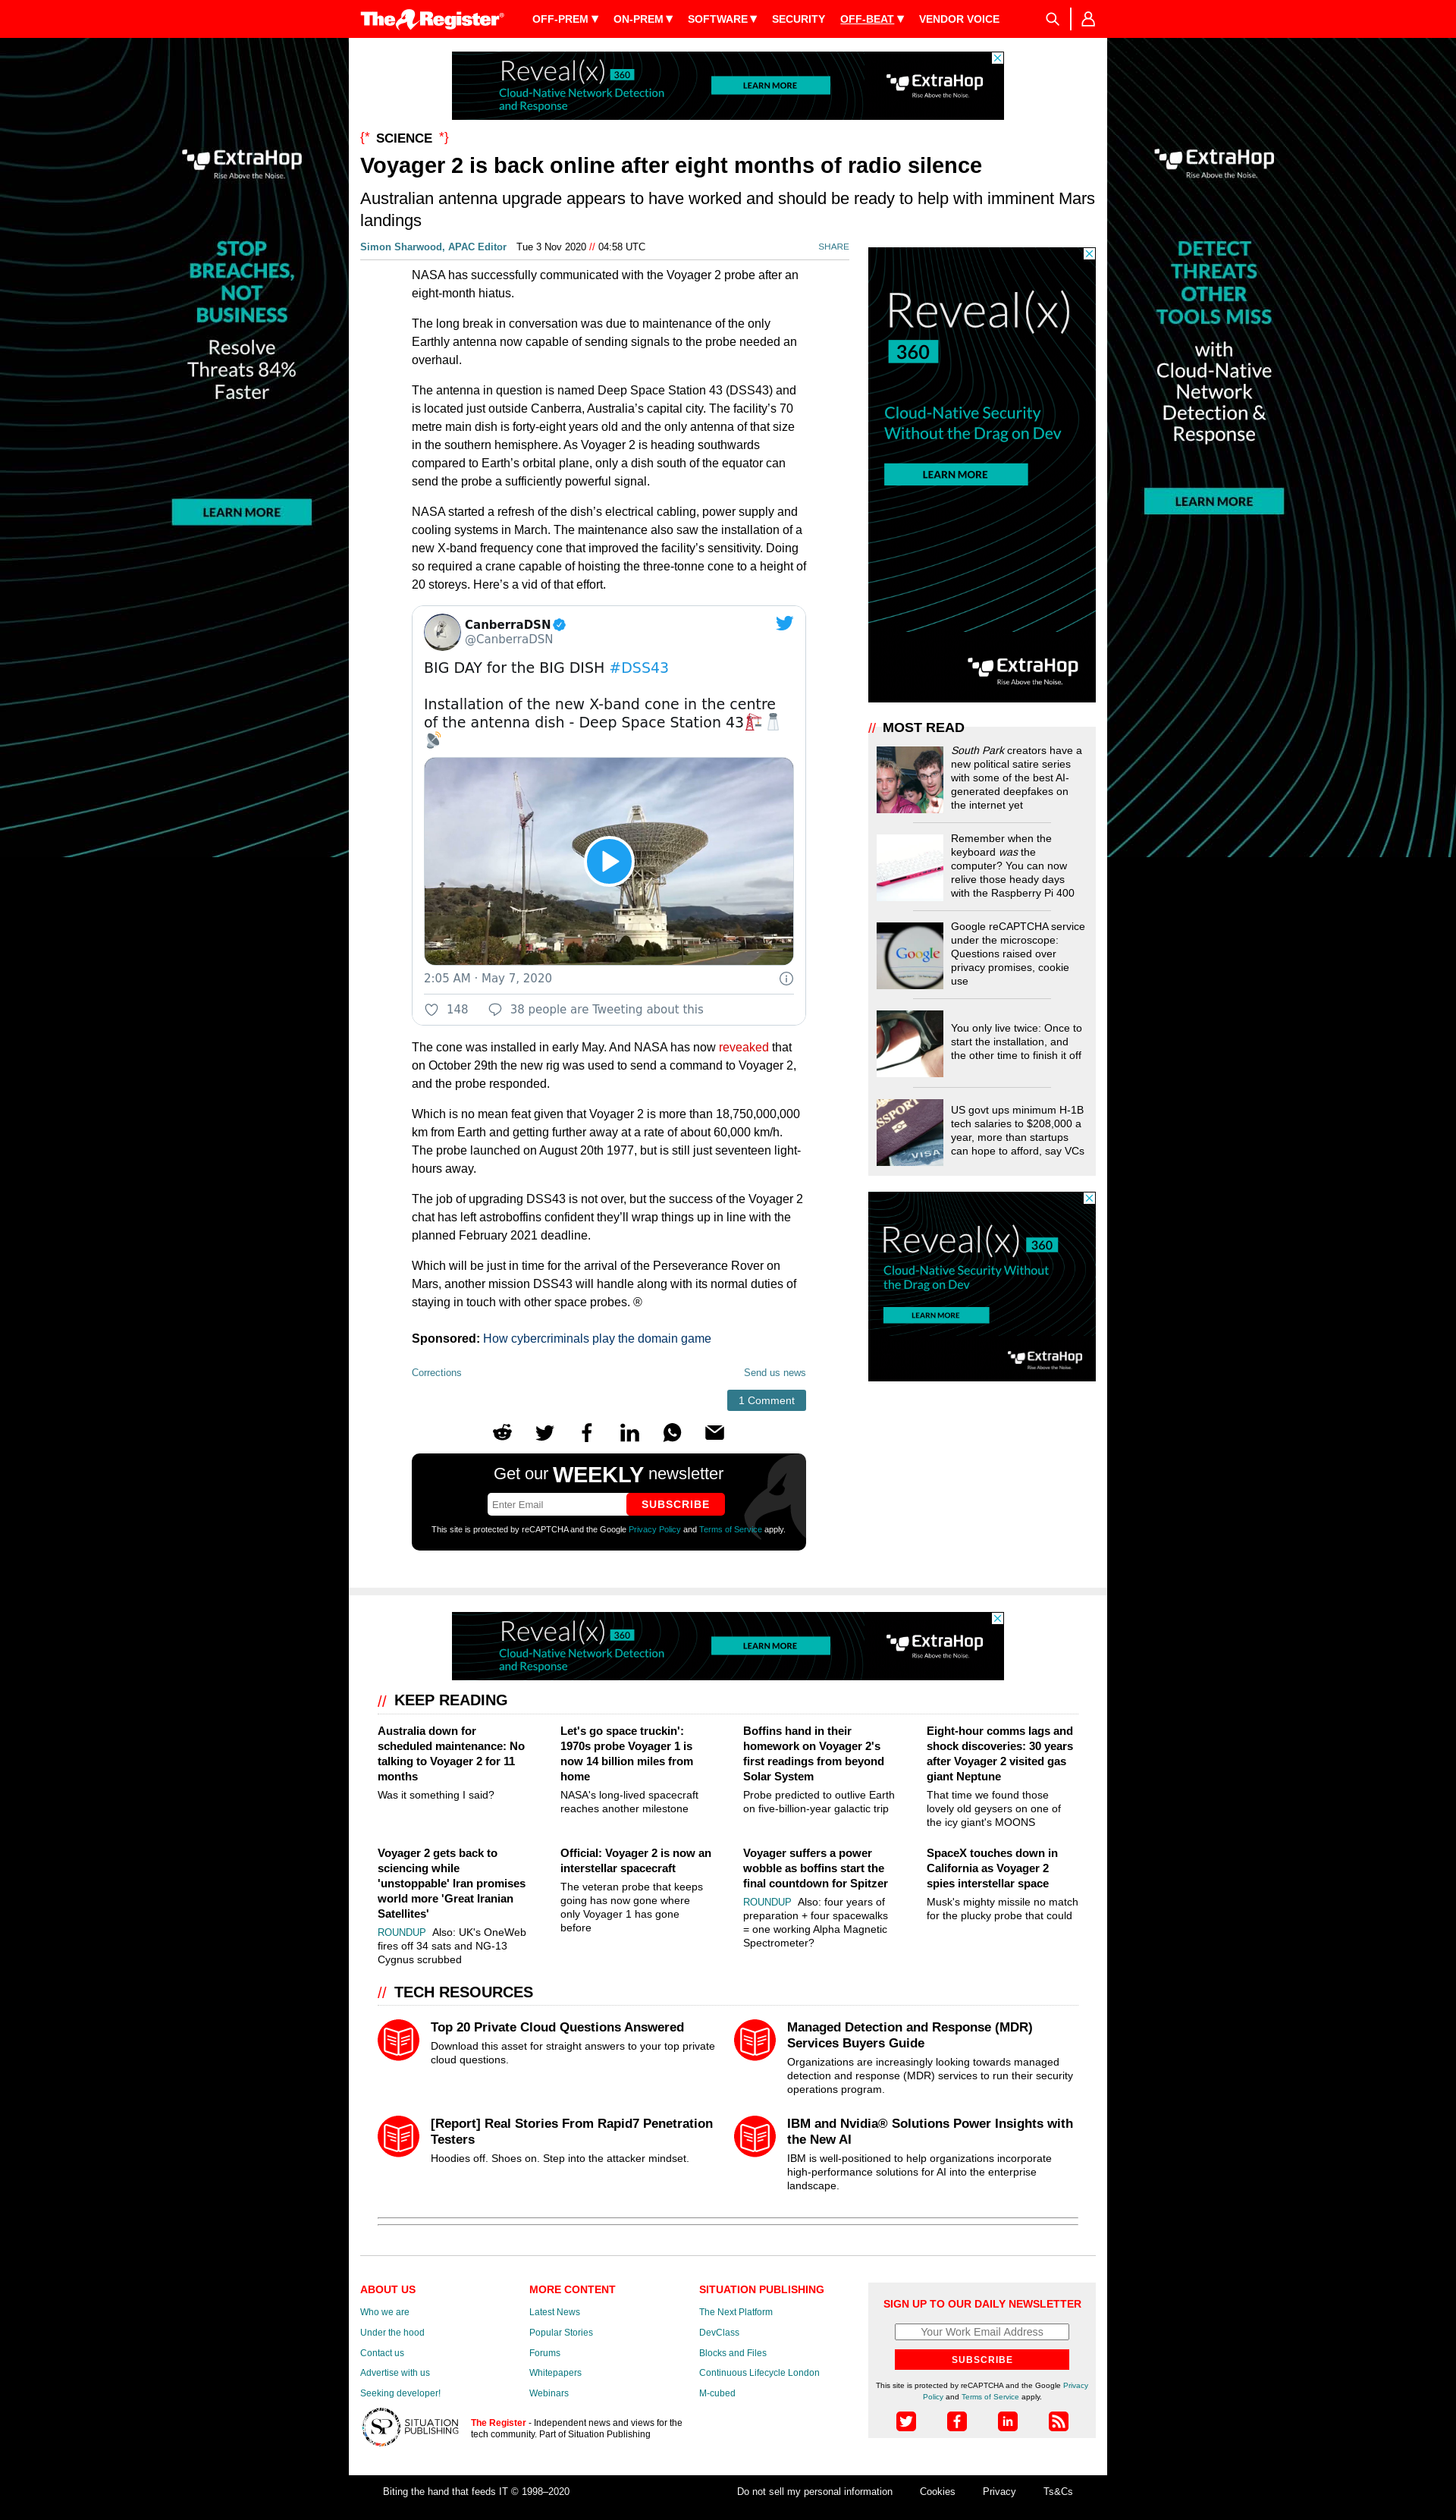 The Register®
OFF-PREM ▼ ON-PREM ▼ SOFTWARE ▼ SECURITY OFF-BEAT ▼ VENDOR VOICE
Reveal(x) 360
Cloud-Native Network Detection
and Response
LEARN MORE
ExtraHop
Rise Above the Noise.
ExtraHop
Rise Above the Noise.
STOP
BREACHES,
NOT
BUSINESS
Resolve
Threats 84%
Faster
LEARN MORE
ExtraHop
Rise Above the Noise.
DETECT
THREATS
OTHER
TOOLS MISS
with
Cloud-Native
Network
Detection &
Response
LEARN MORE
{* SCIENCE *}
Voyager 2 is back online after eight months of radio silence
Australian antenna upgrade appears to have worked and should be ready to help with imminent Mars
landings
Simon Sharwood, APAC Editor Tue 3 Nov 2020 // 04:58 UTC
SHARE
NASA has successfully communicated with the Voyager 2 probe after an
eight-month hiatus.
The long break in conversation was due to maintenance of the only
Earthly antenna now capable of sending signals to the probe needed an
overhaul.
The antenna in question is named Deep Space Station 43 (DSS43) and
is located just outside Canberra, Australia's capital city. The facility's 70
metre main dish is forty-eight years old and the only antenna of that size
in the southern hemisphere. As Voyager 2 is heading southwards
compared to Earth's orbital plane, only a dish south of the equator can
send the probe a sufficiently powerful signal.
NASA started a refresh of the dish's electrical cabling, power supply and
cooling systems in March. The maintenance also saw the installation of a
new X-band frequency cone that improved the facility's sensitivity. Doing
so required a crane capable of hoisting the three-tonne cone to a height of
20 storeys. Here's a vid of that effort.
CanberraDSN
@CanberraDSN
BIG DAY for the BIG DISH #DSS43
Installation of the new X-band cone in the centre
of the antenna dish - Deep Space Station 43🏗️🧂
📡
2:05 AM · May 7, 2020
148 38 people are Tweeting about this
The cone was installed in early May. And NASA has now reveaked that
on October 29th the new rig was used to send a command to Voyager 2,
and the probe responded.
Which is no mean feat given that Voyager 2 is more than 18,750,000,000
km from Earth and getting further away at a rate of about 60,000 km/h.
The probe launched on August 20th 1977, but is still just seventeen light-
hours away.
The job of upgrading DSS43 is not over, but the success of the Voyager 2
chat has left astroboffins confident they'll wrap things up in line with the
planned February 2021 deadline.
Which will be just in time for the arrival of the Perseverance Rover on
Mars, another mission DSS43 will handle along with its normal duties of
staying in touch with other space probes. ®
Sponsored: How cybercriminals play the domain game
Corrections Send us news
1 Comment
Get our WEEKLY newsletter
Enter Email SUBSCRIBE
This site is protected by reCAPTCHA and the Google Privacy Policy and Terms of Service apply.
Reveal(x)
360
Cloud-Native Security
Without the Drag on Dev
LEARN MORE
ExtraHop
Rise Above the Noise.
// MOST READ
South Park creators have a
new political satire series
with some of the best AI-
generated deepfakes on
the internet yet
Remember when the
keyboard was the
computer? You can now
relive those heady days
with the Raspberry Pi 400
Google
Google reCAPTCHA service
under the microscope:
Questions raised over
privacy promises, cookie
use
You only live twice: Once to
start the installation, and
the other time to finish it off
PASSPORT
VISA
US govt ups minimum H-1B
tech salaries to $208,000 a
year, more than startups
can hope to afford, say VCs
Reveal(x) 360
Cloud-Native Security Without
the Drag on Dev
LEARN MORE
ExtraHop
Rise Above the Noise.
Reveal(x) 360
Cloud-Native Network Detection
and Response
LEARN MORE
ExtraHop
Rise Above the Noise.
// KEEP READING
Australia down for
scheduled maintenance: No
talking to Voyager 2 for 11
months
Was it something I said?
Let's go space truckin':
1970s probe Voyager 1 is
now 14 billion miles from
home
NASA's long-lived spacecraft
reaches another milestone
Boffins hand in their
homework on Voyager 2's
first readings from beyond
Solar System
Probe predicted to outlive Earth
on five-billion-year galactic trip
Eight-hour comms lags and
shock discoveries: 30 years
after Voyager 2 visited gas
giant Neptune
That time we found those
lovely old geysers on one of
the icy giant's MOONS
Voyager 2 gets back to
sciencing while
'unstoppable' Iran promises
world more 'Great Iranian
Satellites'
ROUNDUP Also: UK's OneWeb
fires off 34 sats and NG-13
Cygnus scrubbed
Official: Voyager 2 is now an
interstellar spacecraft
The veteran probe that keeps
going has now gone where
only Voyager 1 has gone
before
Voyager suffers a power
wobble as boffins start the
final countdown for Spitzer
ROUNDUP Also: four years of
preparation + four spacewalks
= one working Alpha Magnetic
Spectrometer?
SpaceX touches down in
California as Voyager 2
spies interstellar space
Musk's mighty missile no match
for the plucky probe that could
// TECH RESOURCES
Top 20 Private Cloud Questions Answered
Download this asset for straight answers to your top private
cloud questions.
Managed Detection and Response (MDR)
Services Buyers Guide
Organizations are increasingly looking towards managed
detection and response (MDR) services to run their security
operations program.
[Report] Real Stories From Rapid7 Penetration
Testers
Hoodies off. Shoes on. Step into the attacker mindset.
IBM and Nvidia® Solutions Power Insights with
the New AI
IBM is well-positioned to help organizations incorporate
high-performance solutions for AI into the enterprise
landscape.
ABOUT US
Who we are
Under the hood
Contact us
Advertise with us
Seeking developer!
MORE CONTENT
Latest News
Popular Stories
Forums
Whitepapers
Webinars
SITUATION PUBLISHING
The Next Platform
DevClass
Blocks and Files
Continuous Lifecycle London
M-cubed
SIGN UP TO OUR DAILY NEWSLETTER
Your Work Email Address
SUBSCRIBE
This site is protected by reCAPTCHA and the Google Privacy
Policy and Terms of Service apply.
SP SITUATION
PUBLISHING
The Register - Independent news and views for the
tech community. Part of Situation Publishing
Biting the hand that feeds IT © 1998–2020
Do not sell my personal information Cookies Privacy Ts&Cs